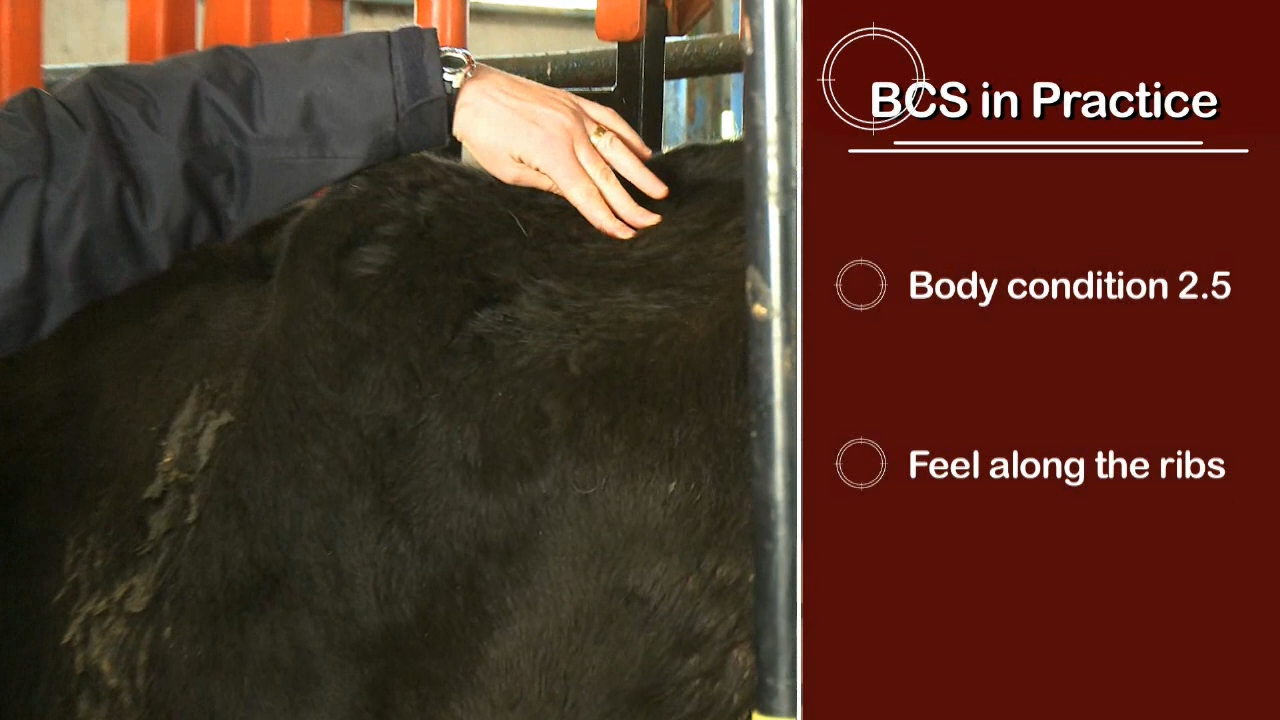 BCS in Practice
Body condition 2.5
Feel along the ribs